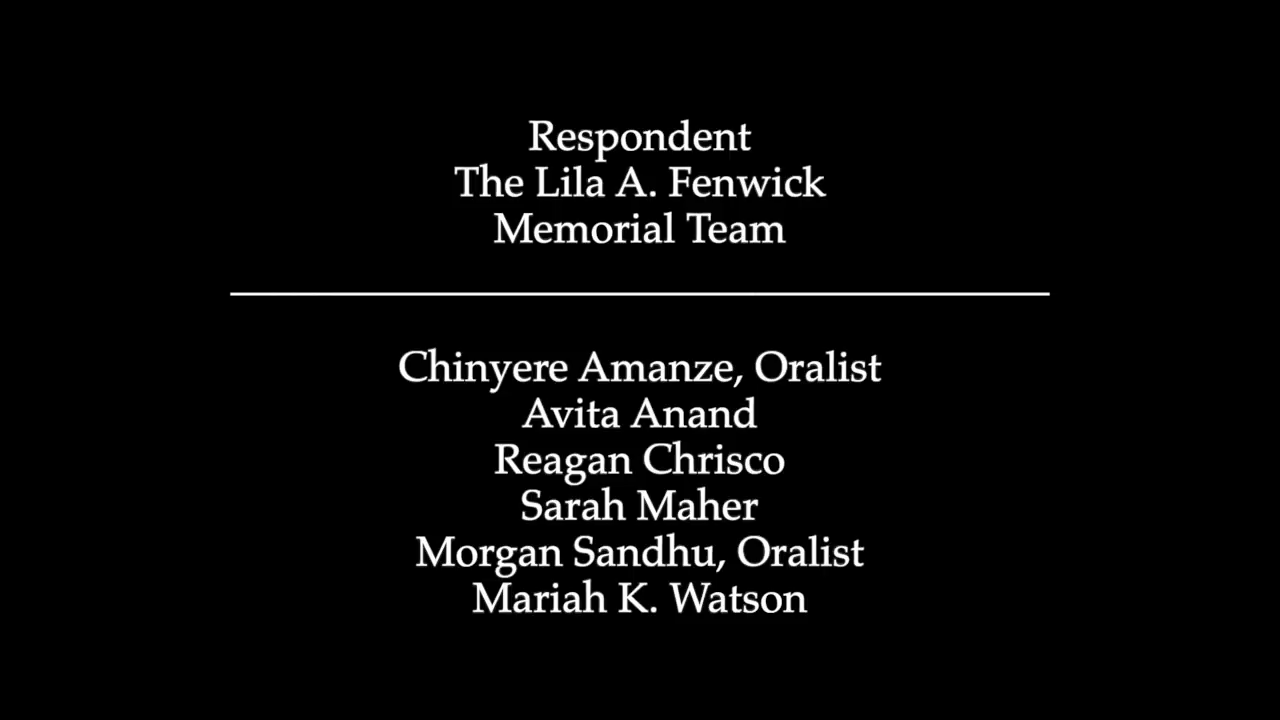 Respondent
The Lila A. Fenwick
Memorial Team
Chinyere Amanze, Oralist
Avita Anand
Reagan Chrisco
Sarah Maher
Morgan Sandhu, Oralist
Mariah K. Watson